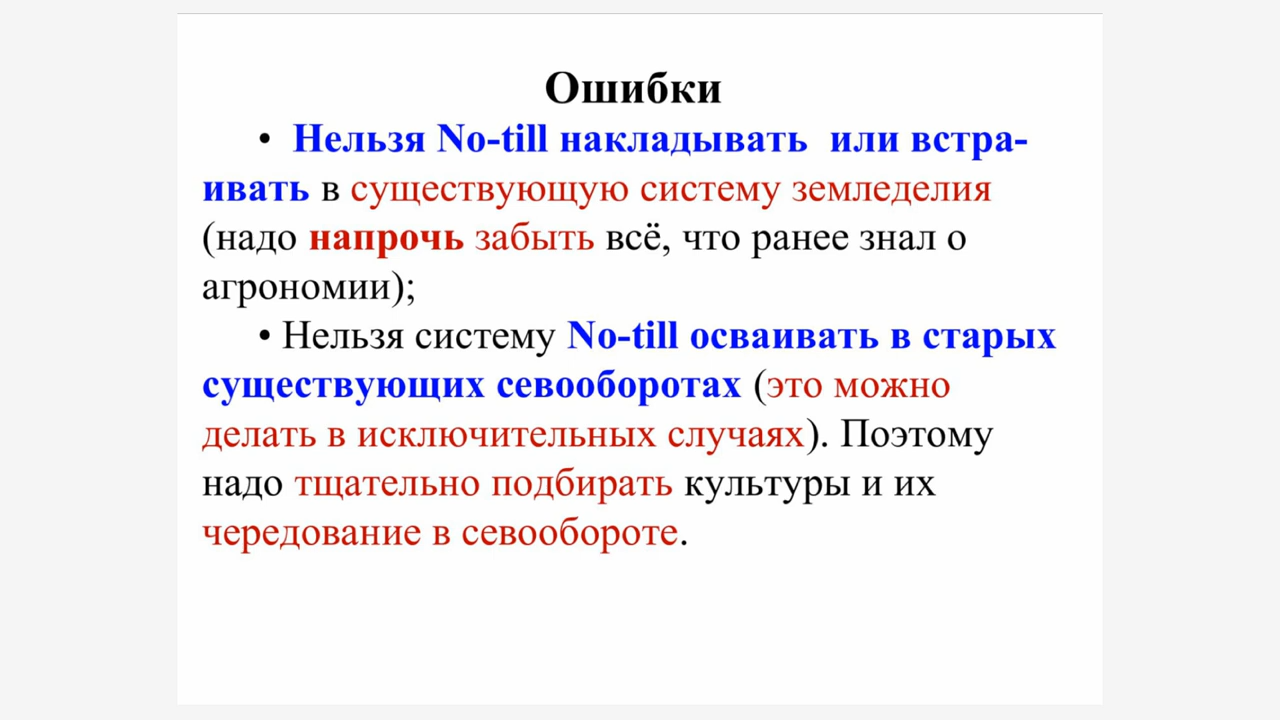 Ошибки
• Нельзя No-till накладывать или встра-
ивать в существующую систему земледелия
(надо напрочь забыть всё, что ранее знал о
агрономии);
• Нельзя систему No-till осваивать в старых
существующих севооборотах (это можно
делать в исключительных случаях). Поэтому
надо тщательно подбирать культуры и их
чередование в севообороте.